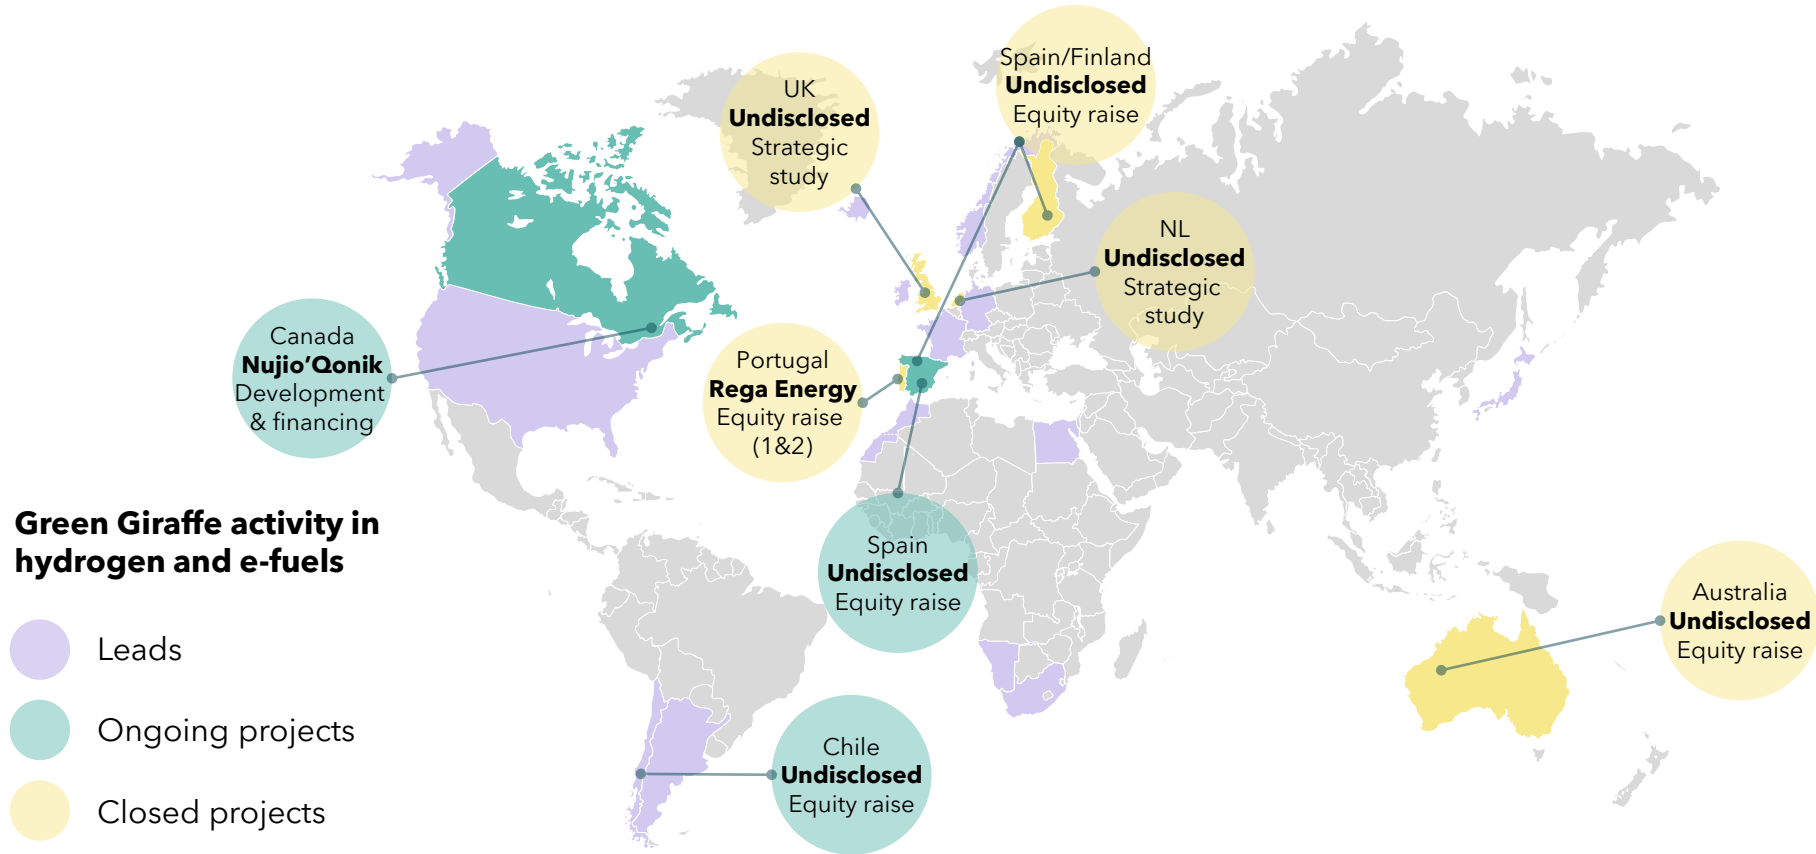 Spain/Finland
Undisclosed
Equity raise
UK
Undisclosed
Strategic
study
NL
Undisclosed
Strategic
study
Canada
Nujio’Qonik
Development
& financing
Portugal
Rega Energy
Equity raise
(1&2)
Green Giraffe activity in
hydrogen and e-fuels
Spain
Undisclosed
Equity raise
Australia
Undisclosed
Equity raise
Leads
Ongoing projects
Closed projects
Chile
Undisclosed
Equity raise